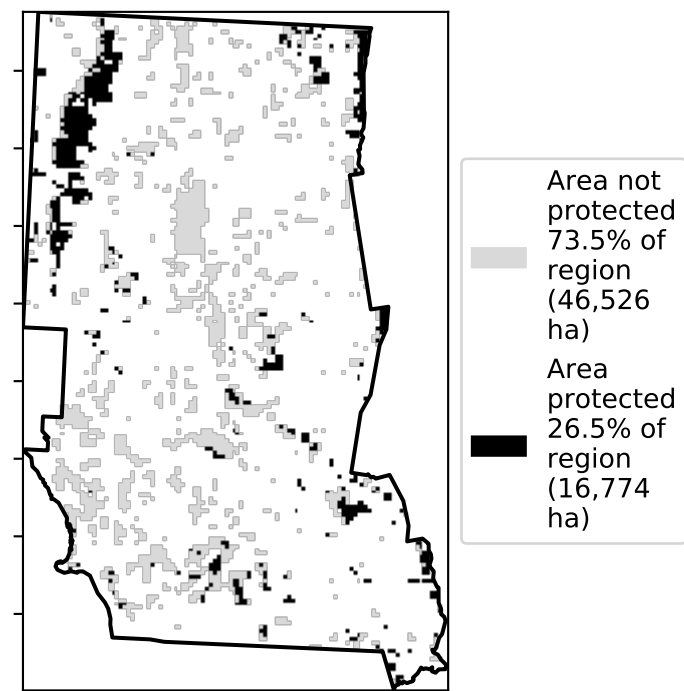 Area not
protected
73.5% of
region
(46,526
ha)
Area
protected
26.5% of
region
(16,774
ha)